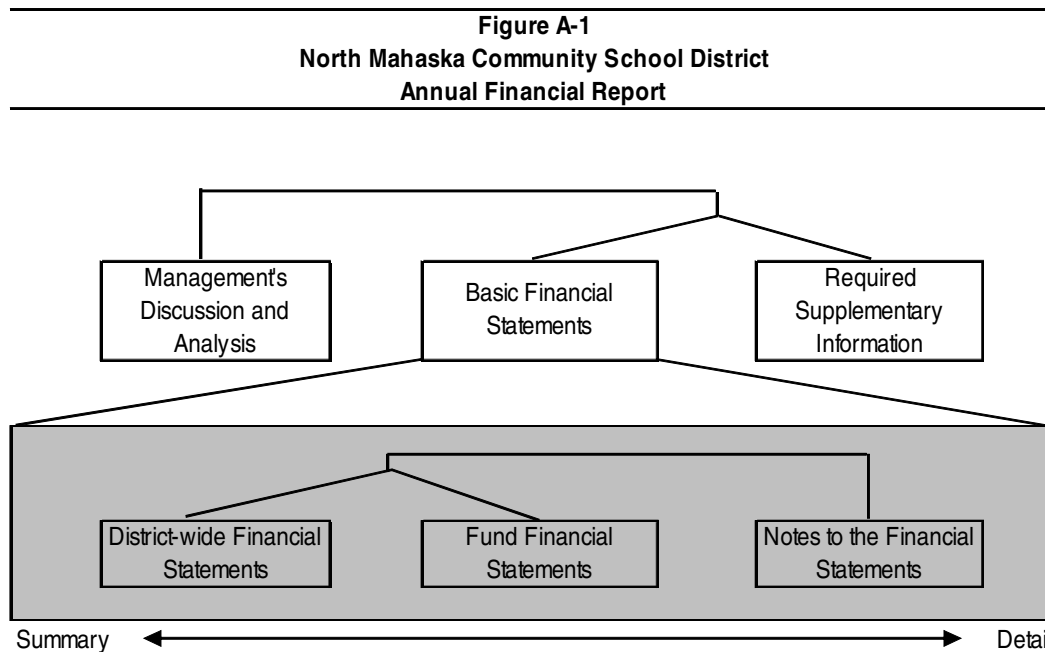 Figure A-1
North Mahaska Community School District
Annual Financial Report
Management's
Discussion and
Analysis
Basic Financial
Statements
Required
Supplementary
Information
District-wide Financial
Statements
Fund Financial
Statements
Notes to the Financial
Statements
Summary
Detai